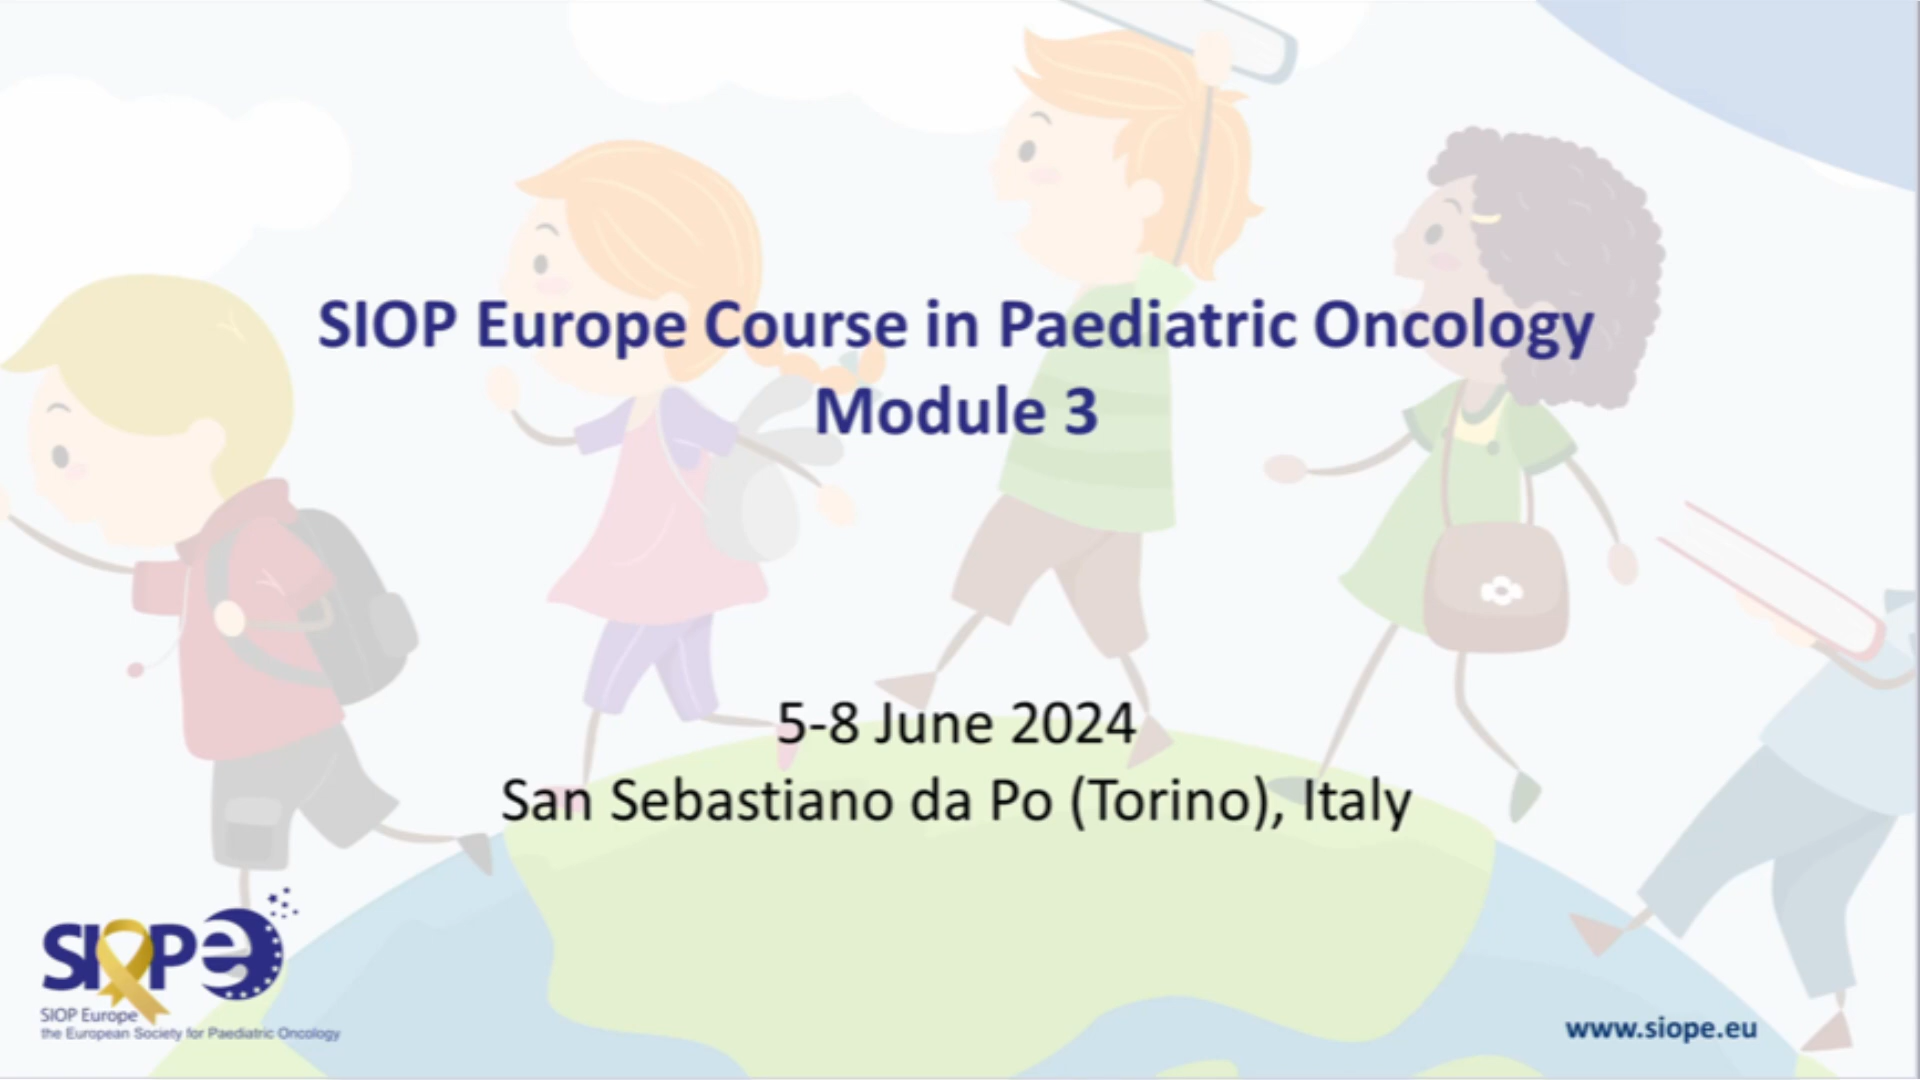 SIOP Europe Course in Paediatric Oncology
Module 3
5-8 June 2024
San Sebastiano da Po (Torino), Italy
SIOPe
SIOP Europe
the European Society for Paediatric Oncology
www.siope.eu